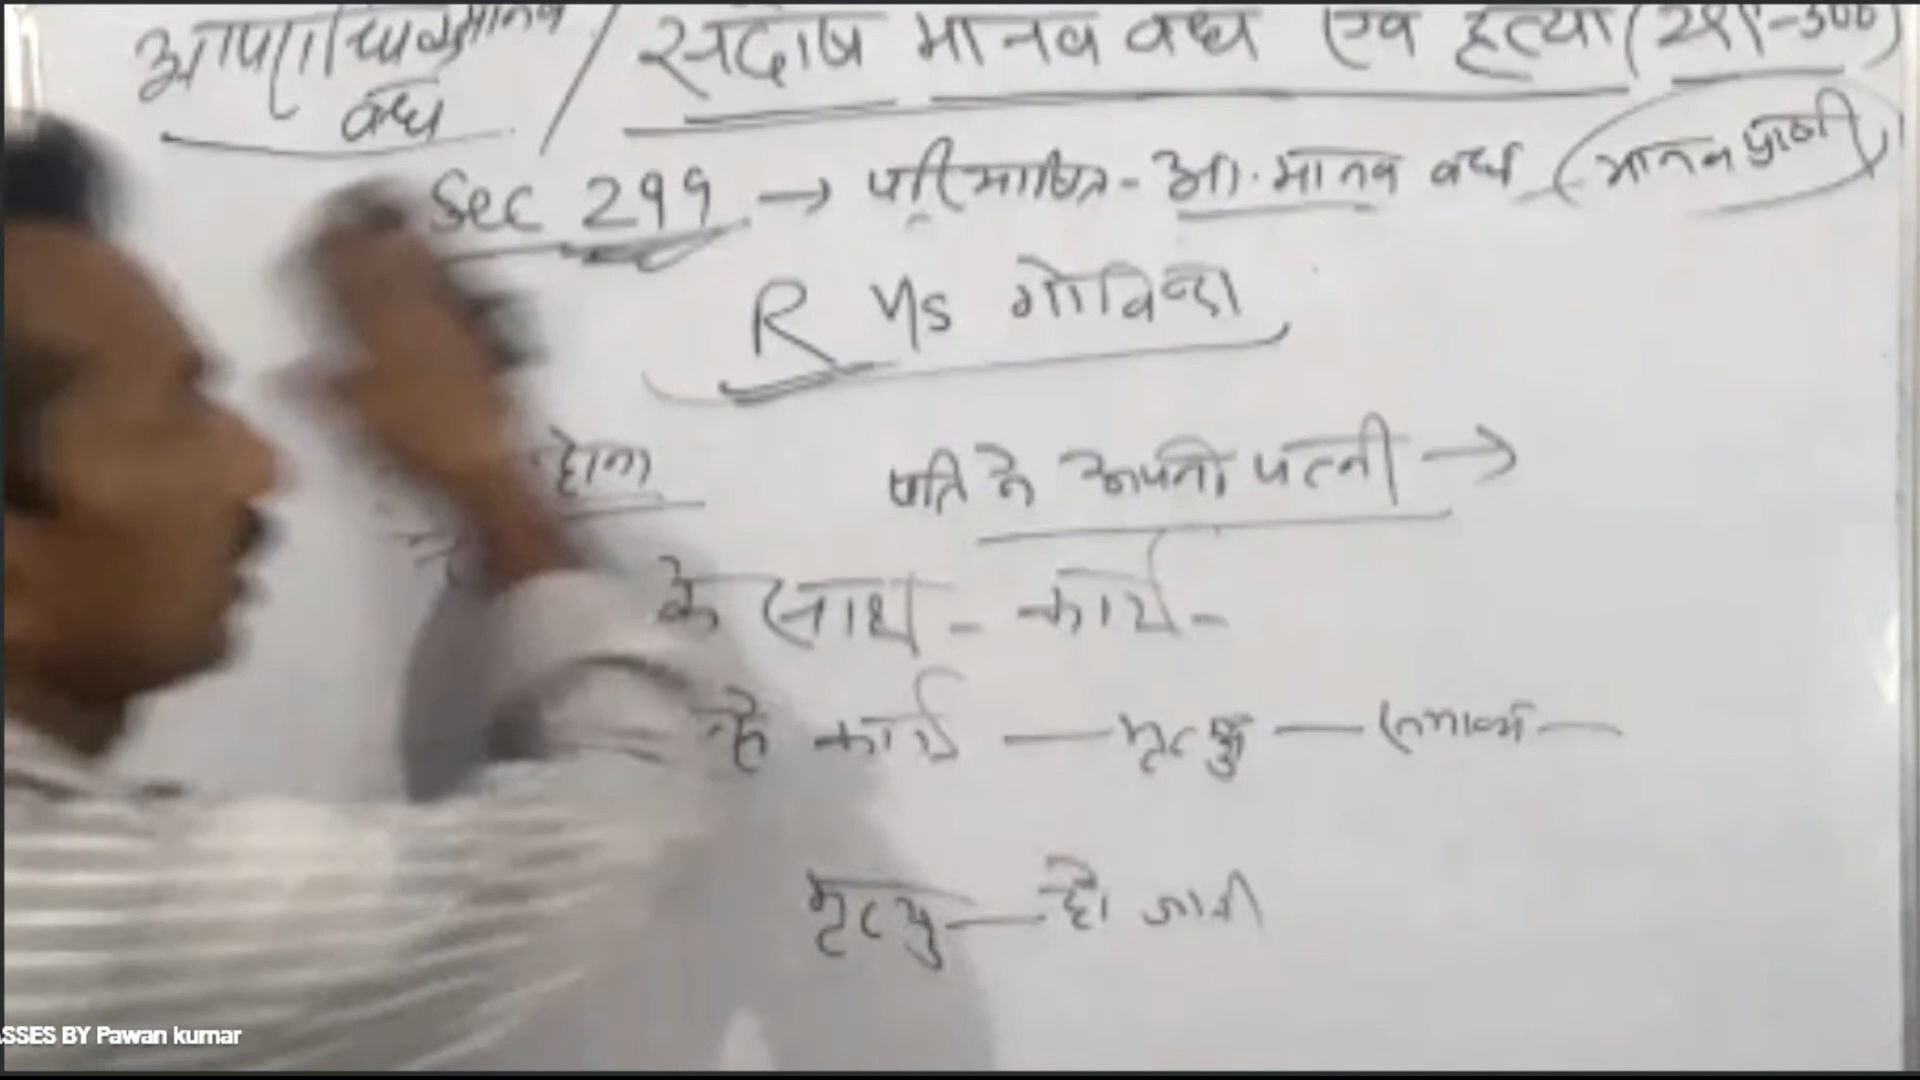 आपराधिक मानव वध / सदोष मानव वध एवं हत्या (299-300)
Sec 299 → परिभाषित - आ. मानव वध (मानव प्राणी)
R v/s गोविन्दा
होना पति ने अपनी पत्नी →
के साथ - कार्य -
है कार्य — मृत्यु —
मृत्यु — हो जाती
SSES BY Pawan kumar